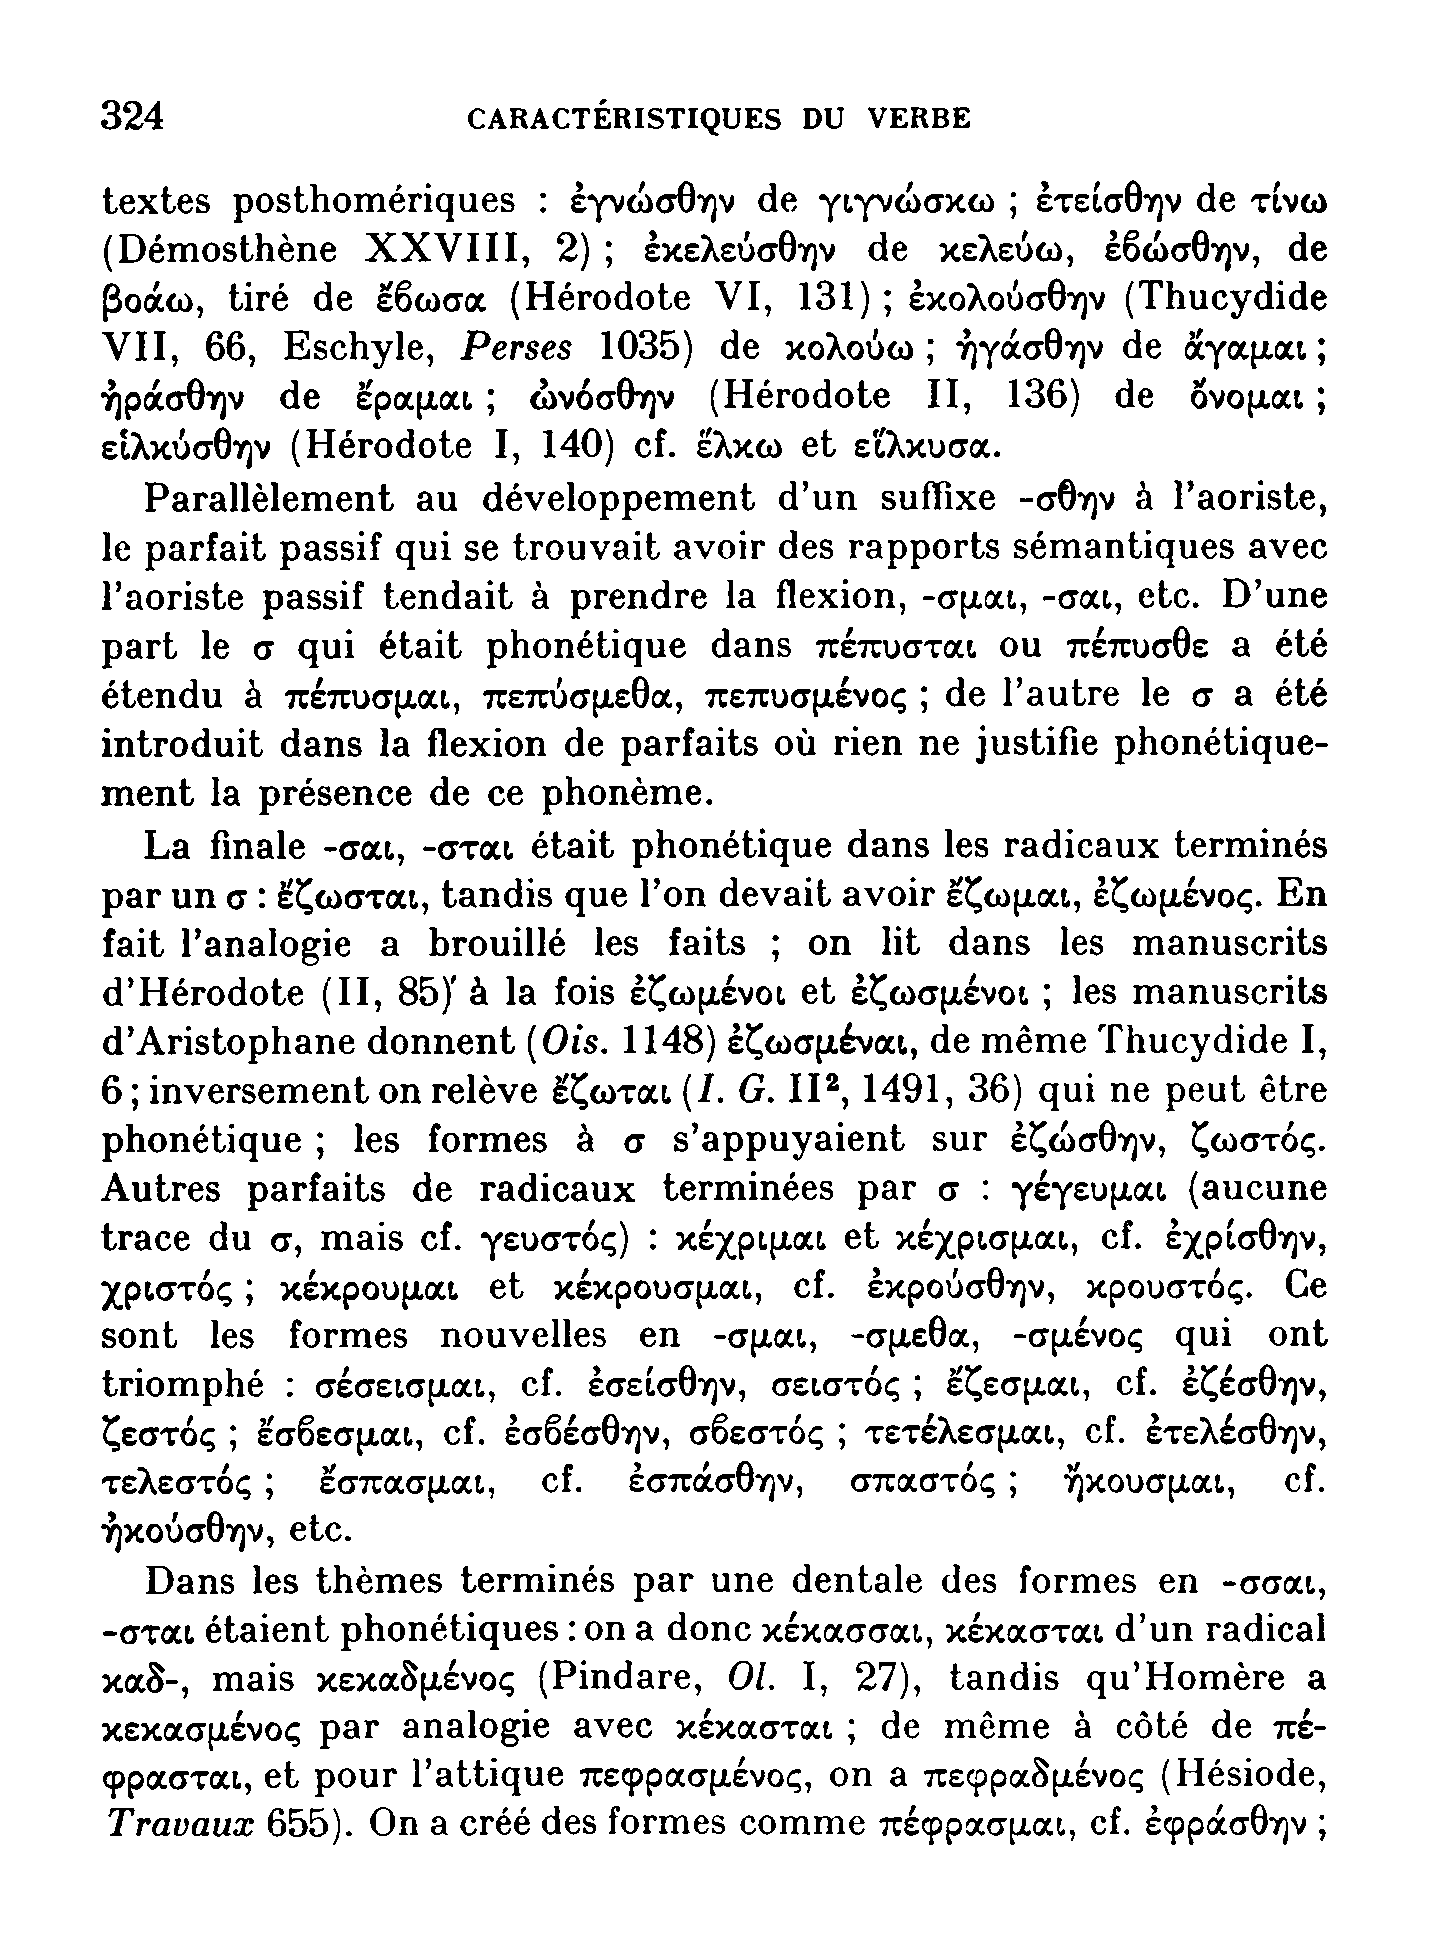 324 CARACTÉRISTIQUES DU VERBE
textes posthomériques : ἐγνώσθην de γιγνώσκω ; ἐτείσθην de τίνω
(Démosthène XXVIII, 2) ; ἐκελεύσθην de κελεύω, ἐϐώσθην, de
βοάω, tiré de ἔϐωσα (Hérodote VI, 131) ; ἐκολούσθην (Thucydide
VII, 66, Eschyle, Perses 1035) de κολούω ; ἠγάσθην de ἄγαμαι ;
ἠράσθην de ἔραμαι ; ὠνόσθην (Hérodote II, 136) de ὄνομαι ;
εἱλκύσθην (Hérodote I, 140) cf. ἕλκω et εἵλκυσα.
Parallèlement au développement d'un suffixe -σθην à l'aoriste,
le parfait passif qui se trouvait avoir des rapports sémantiques avec
l'aoriste passif tendait à prendre la flexion, -σμαι, -σαι, etc. D'une
part le σ qui était phonétique dans πέπυσται ou πέπυσθε a été
étendu à πέπυσμαι, πεπύσμεθα, πεπυσμένος ; de l'autre le σ a été
introduit dans la flexion de parfaits où rien ne justifie phonétique-
ment la présence de ce phonème.
La finale -σαι, -σται était phonétique dans les radicaux terminés
par un σ : ἔζωσται, tandis que l'on devait avoir ἔζωμαι, ἐζωμένος. En
fait l'analogie a brouillé les faits ; on lit dans les manuscrits
d'Hérodote (II, 85) à la fois ἐζωμένοι et ἐζωσμένοι ; les manuscrits
d'Aristophane donnent (Ois. 1148) ἐζωσμέναι, de même Thucydide I,
6 ; inversement on relève ἔζωται (I. G. II², 1491, 36) qui ne peut être
phonétique ; les formes à σ s'appuyaient sur ἐζώσθην, ζωστός.
Autres parfaits de radicaux terminées par σ : γέγευμαι (aucune
trace du σ, mais cf. γευστός) : κέχριμαι et κέχρισμαι, cf. ἐχρίσθην,
χριστός ; κέκρουμαι et κέκρουσμαι, cf. ἐκρούσθην, κρουστός. Ce
sont les formes nouvelles en -σμαι, -σμεθα, -σμένος qui ont
triomphé : σέσεισμαι, cf. ἐσείσθην, σειστός ; ἔζεσμαι, cf. ἐζέσθην,
ζεστός ; ἔσϐεσμαι, cf. ἐσϐέσθην, σϐεστός ; τετέλεσμαι, cf. ἐτελέσθην,
τελεστός ; ἔσπασμαι, cf. ἐσπάσθην, σπαστός ; ἤκουσμαι, cf.
ἠκούσθην, etc.
Dans les thèmes terminés par une dentale des formes en -σσαι,
-σται étaient phonétiques : on a donc κέκασσαι, κέκασται d'un radical
καδ-, mais κεκαδμένος (Pindare, Ol. I, 27), tandis qu'Homère a
κεκασμένος par analogie avec κέκασται ; de même à côté de πέ-
φρασται, et pour l'attique πεφρασμένος, on a πεφραδμένος (Hésiode,
Travaux 655). On a créé des formes comme πέφρασμαι, cf. ἐφράσθην ;